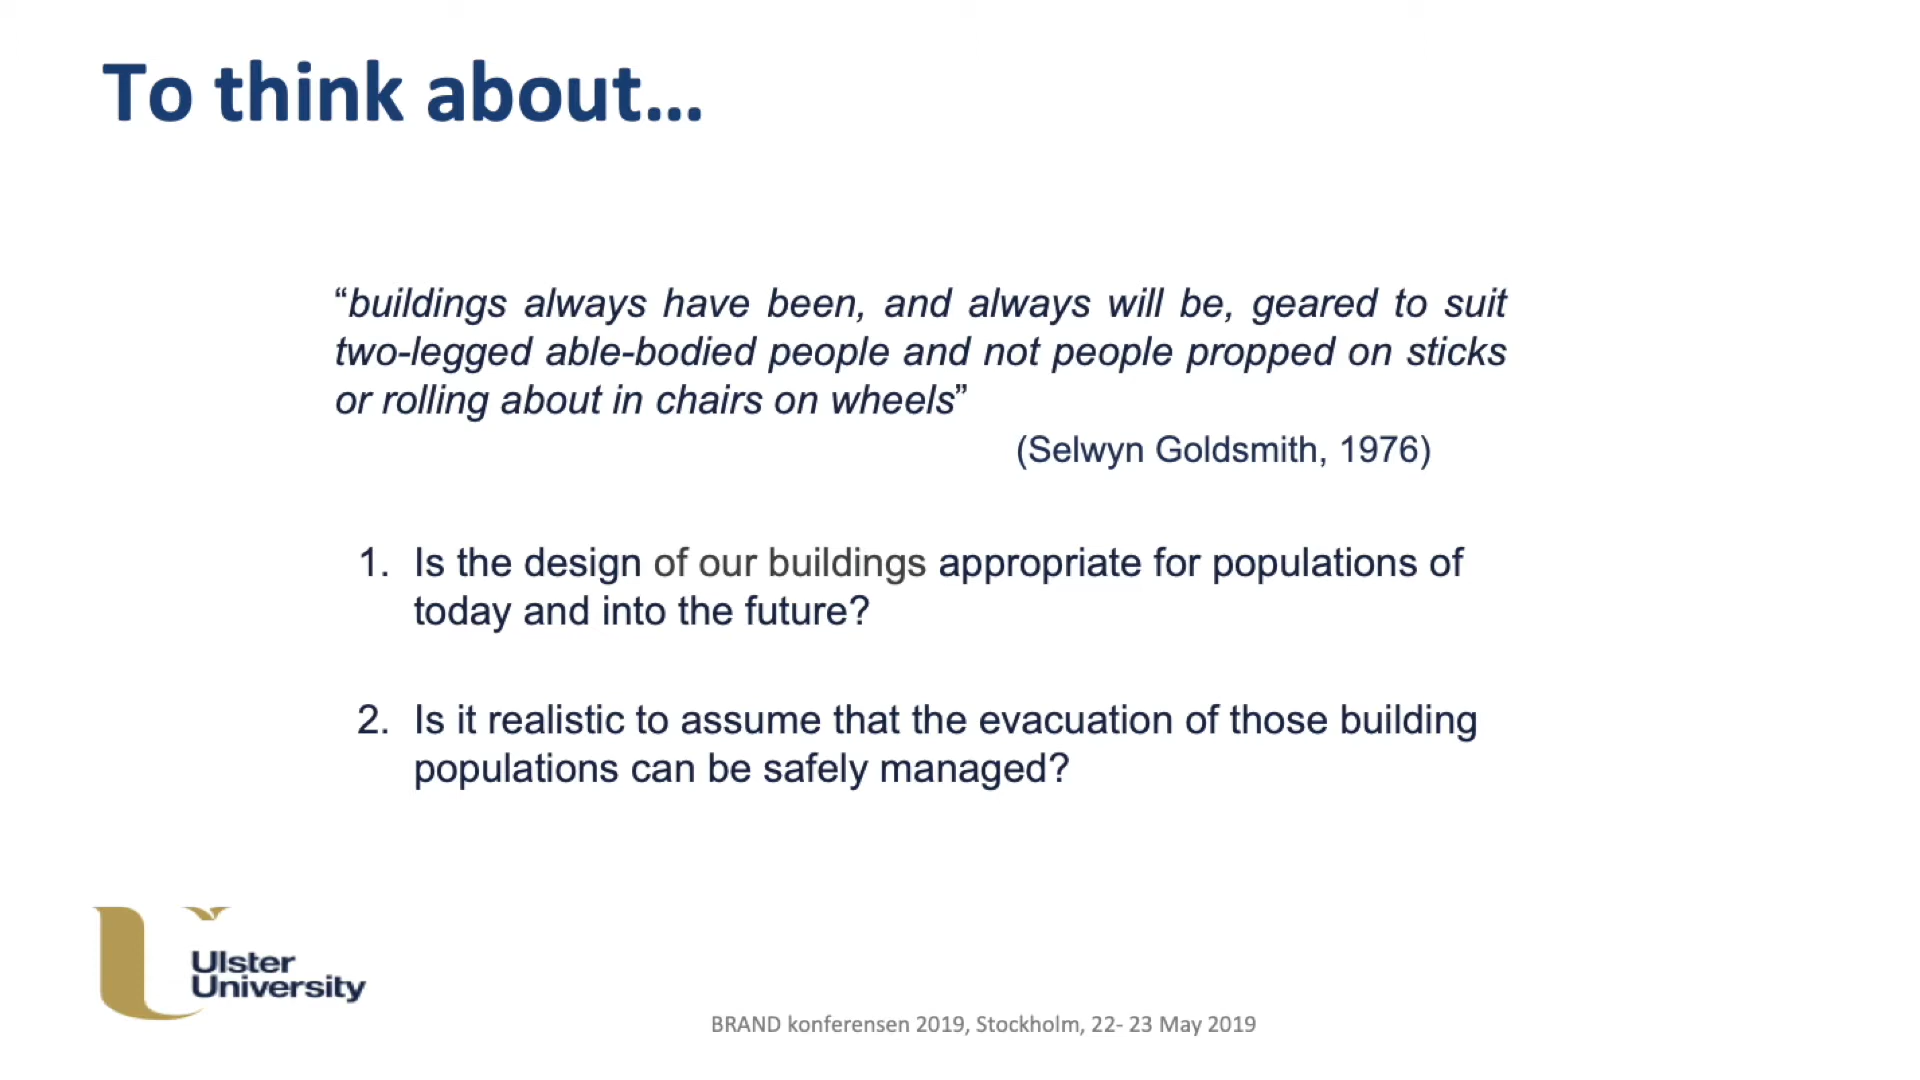 To think about...
“buildings always have been, and always will be, geared to suit
two-legged able-bodied people and not people propped on sticks
or rolling about in chairs on wheels”
(Selwyn Goldsmith, 1976)
1. Is the design of our buildings appropriate for populations of
today and into the future?
2. Is it realistic to assume that the evacuation of those building
populations can be safely managed?
Ulster
University
BRAND konferensen 2019, Stockholm, 22- 23 May 2019